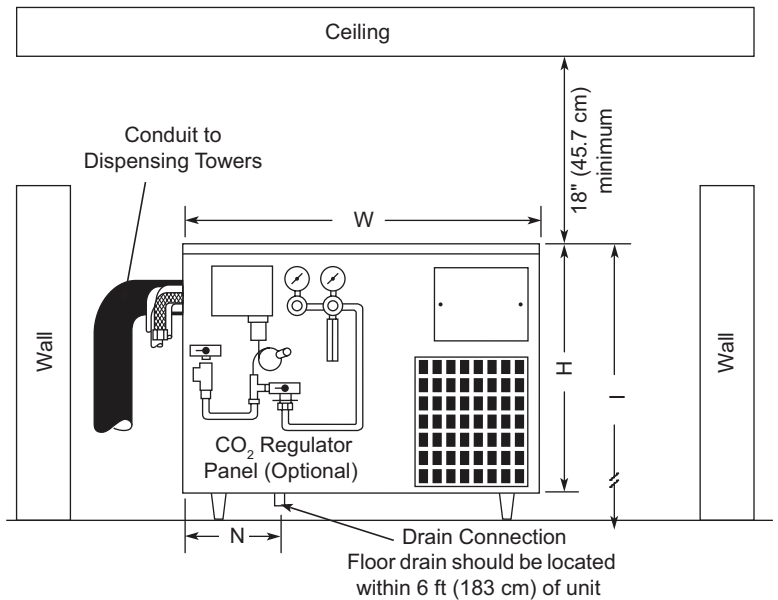 Ceiling
Conduit to
Dispensing Towers
18" (45.7 cm)
minimum
W
Wall
Wall
H
I
CO₂ Regulator
Panel (Optional)
N
Drain Connection
Floor drain should be located
within 6 ft (183 cm) of unit